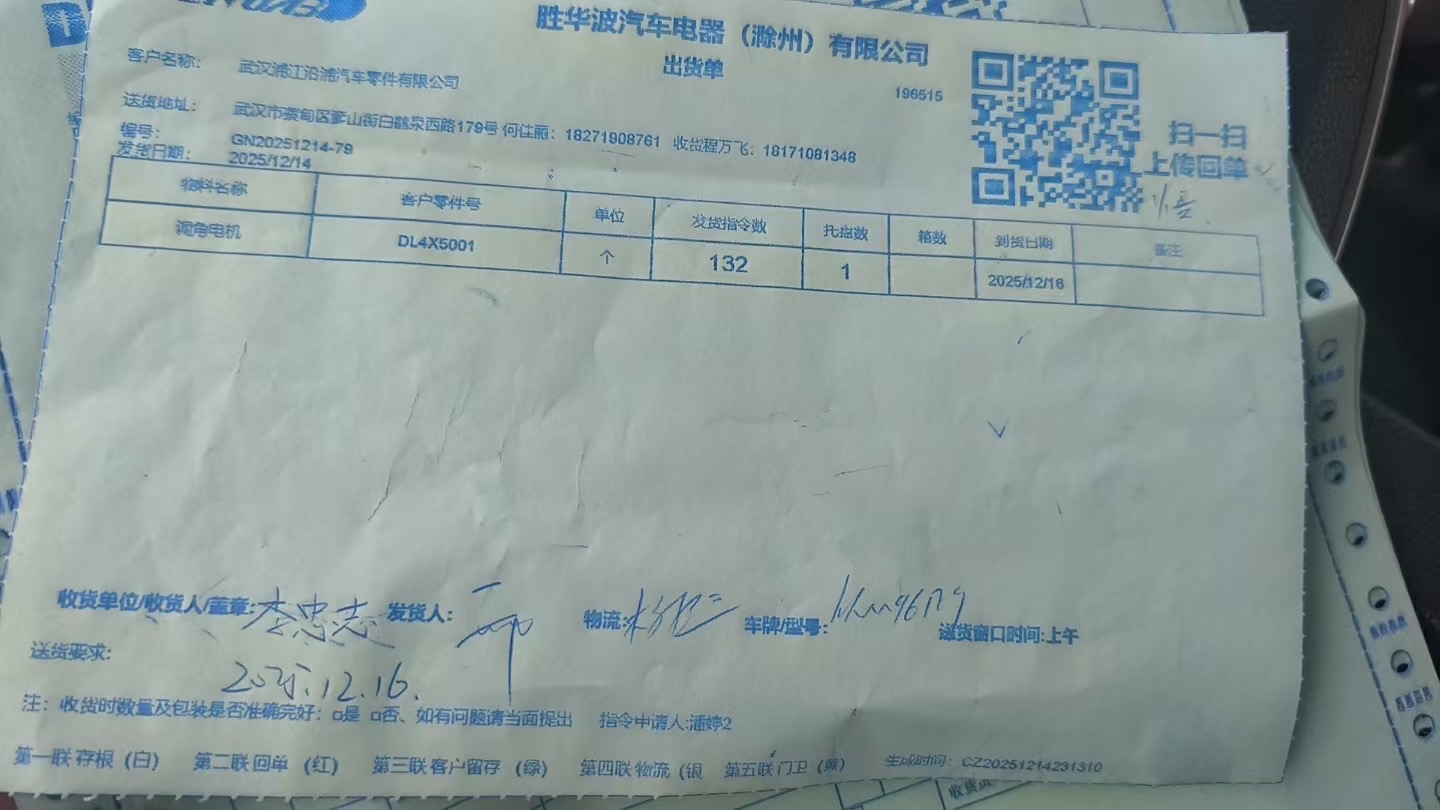 胜华波汽车电器（滁州）有限公司
出货单
196515
客户名称： 武汉浦江沿浦汽车零件有限公司
送货地址： 武汉市蔡甸区爹山街白鹤泉西路179号 何佳丽：18271908761 收货程万飞：18171081348
编号： GN20251214-79
发货日期： 2025/12/14
扫一扫
上传回单
物料名称 客户零件号 单位 发货指令数 托盘数 箱数 到货日期 备注
调角电机 DL4X5001 个 132 1 2025/12/16
收货单位/收货人/盖章：李忠志 发货人： 物流： 车牌/型号： 送货窗口时间：上午
送货要求：
2025.12.16.
注：收货时数量及包装是否准确完好：□是 □否、如有问题请当面提出 指令申请人：潘婷2
第一联 存根（白） 第二联 回单（红） 第三联 客户留存（绿） 第四联 物流（银 第五联 门卫（黄） 生成时间：CZ20251214231310